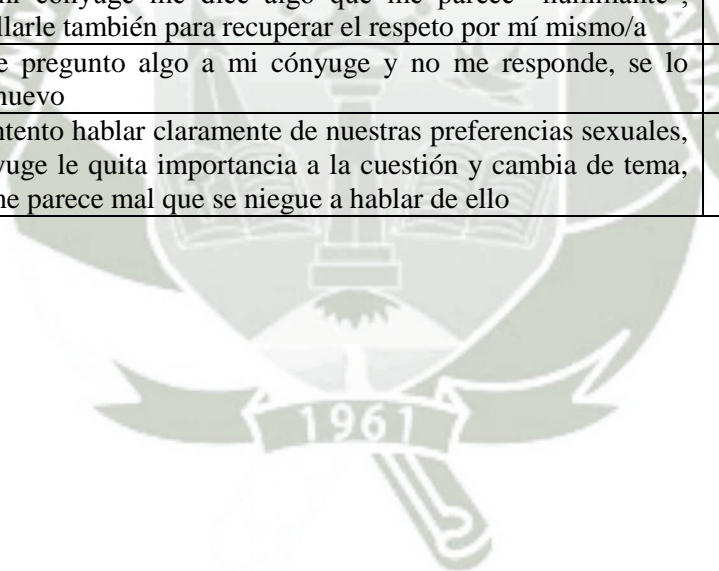 mi cónyuge me dice algo que me parece "humillante",
llarle también para recuperar el respeto por mí mismo/a
e pregunto algo a mi cónyuge y no me responde, se lo
nuevo
ntento hablar claramente de nuestras preferencias sexuales,
yuge le quita importancia a la cuestión y cambia de tema,
ne parece mal que se niegue a hablar de ello
1961